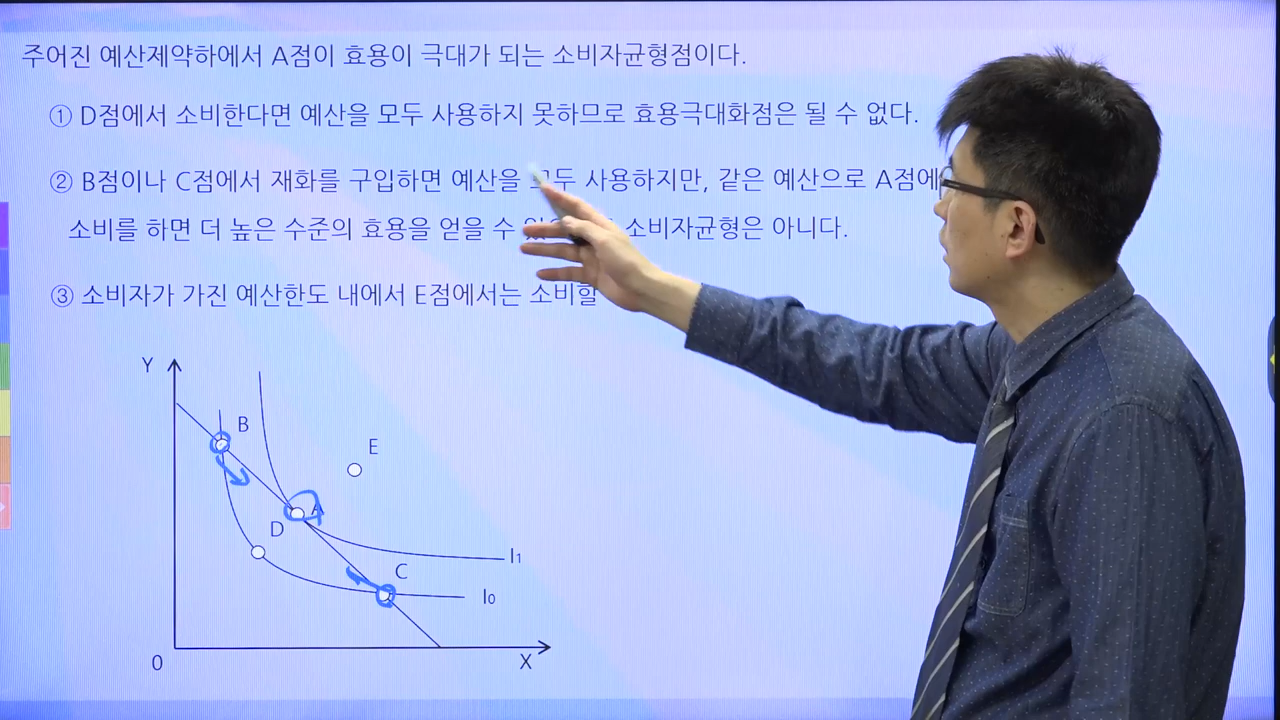 주어진 예산제약하에서 A점이 효용이 극대가 되는 소비자균형점이다.
① D점에서 소비한다면 예산을 모두 사용하지 못하므로 효용극대화점은 될 수 없다.
② B점이나 C점에서 재화를 구입하면 예산을 모두 사용하지만, 같은 예산으로 A점에
소비를 하면 더 높은 수준의 효용을 얻을 수 소비자균형은 아니다.
③ 소비자가 가진 예산한도 내에서 E점에서는 소비할
Y
B
E
A
D
I₁
C
I₀
0
X